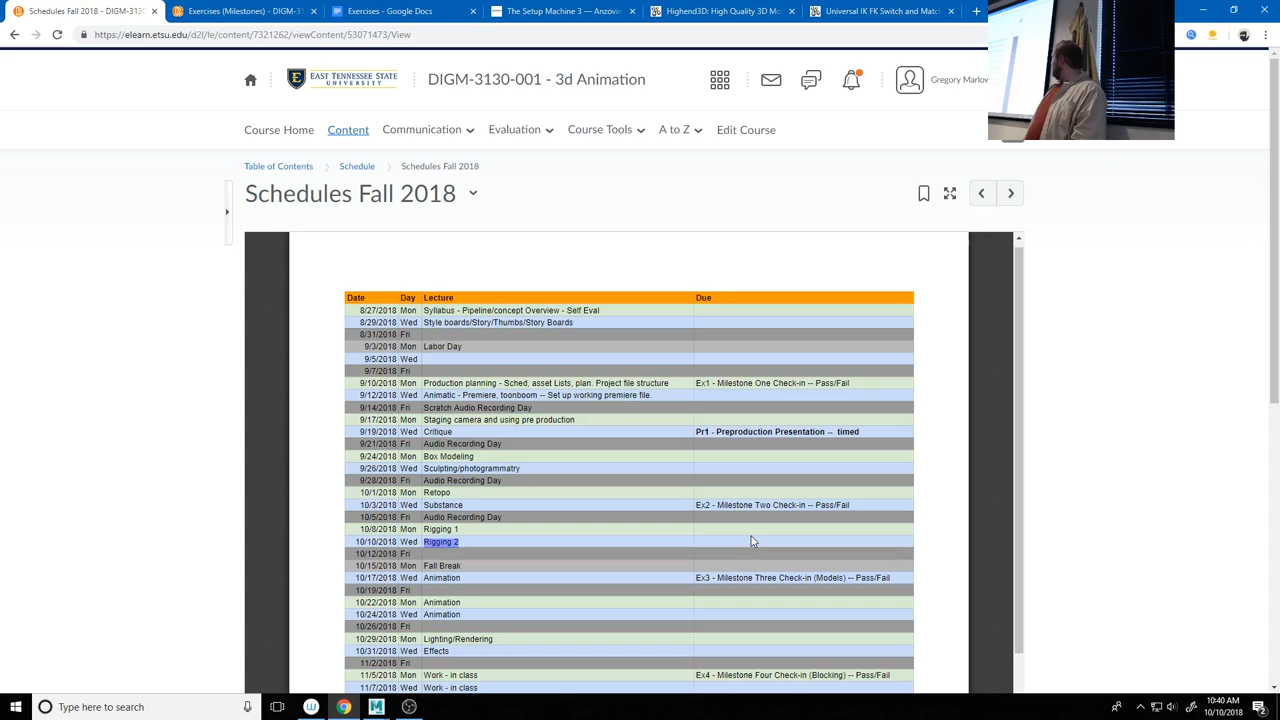 Schedules Fall 2018 - DIGM-3130-
Exercises (Milestones) - DIGM-3
Exercises - Google Docs
The Setup Machine 3 — Anzovin
Highend3D: High Quality 3D Mo
Universal IK FK Switch and Match
https://elearn.etsu.edu/d2l/le/content/7321262/viewContent/53071473/View
EAST TENNESSEE STATE
UNIVERSITY
DIGM-3130-001 - 3d Animation
Gregory Marlow
Course Home Content Communication Evaluation Course Tools A to Z Edit Course
Table of Contents Schedule Schedules Fall 2018
Schedules Fall 2018
Date Day Lecture Due
8/27/2018 Mon Syllabus - Pipeline/concept Overview - Self Eval
8/29/2018 Wed Style boards/Story/Thumbs/Story Boards
8/31/2018 Fri
9/3/2018 Mon Labor Day
9/5/2018 Wed
9/7/2018 Fri
9/10/2018 Mon Production planning - Sched, asset Lists, plan. Project file structure Ex1 - Milestone One Check-in -- Pass/Fail
9/12/2018 Wed Animatic - Premiere, toonboom -- Set up working premiere file.
9/14/2018 Fri Scratch Audio Recording Day
9/17/2018 Mon Staging camera and using pre production
9/19/2018 Wed Critique Pr1 - Preproduction Presentation -- timed
9/21/2018 Fri Audio Recording Day
9/24/2018 Mon Box Modeling
9/26/2018 Wed Sculpting/photogrammatry
9/28/2018 Fri Audio Recording Day
10/1/2018 Mon Retopo
10/3/2018 Wed Substance Ex2 - Milestone Two Check-in -- Pass/Fail
10/5/2018 Fri Audio Recording Day
10/8/2018 Mon Rigging 1
10/10/2018 Wed Rigging 2
10/12/2018 Fri
10/15/2018 Mon Fall Break
10/17/2018 Wed Animation Ex3 - Milestone Three Check-in (Models) -- Pass/Fail
10/19/2018 Fri
10/22/2018 Mon Animation
10/24/2018 Wed Animation
10/26/2018 Fri
10/29/2018 Mon Lighting/Rendering
10/31/2018 Wed Effects
11/2/2018 Fri
11/5/2018 Mon Work - in class Ex4 - Milestone Four Check-in (Blocking) -- Pass/Fail
11/7/2018 Wed Work - in class
Type here to search
10:40 AM
10/10/2018
2